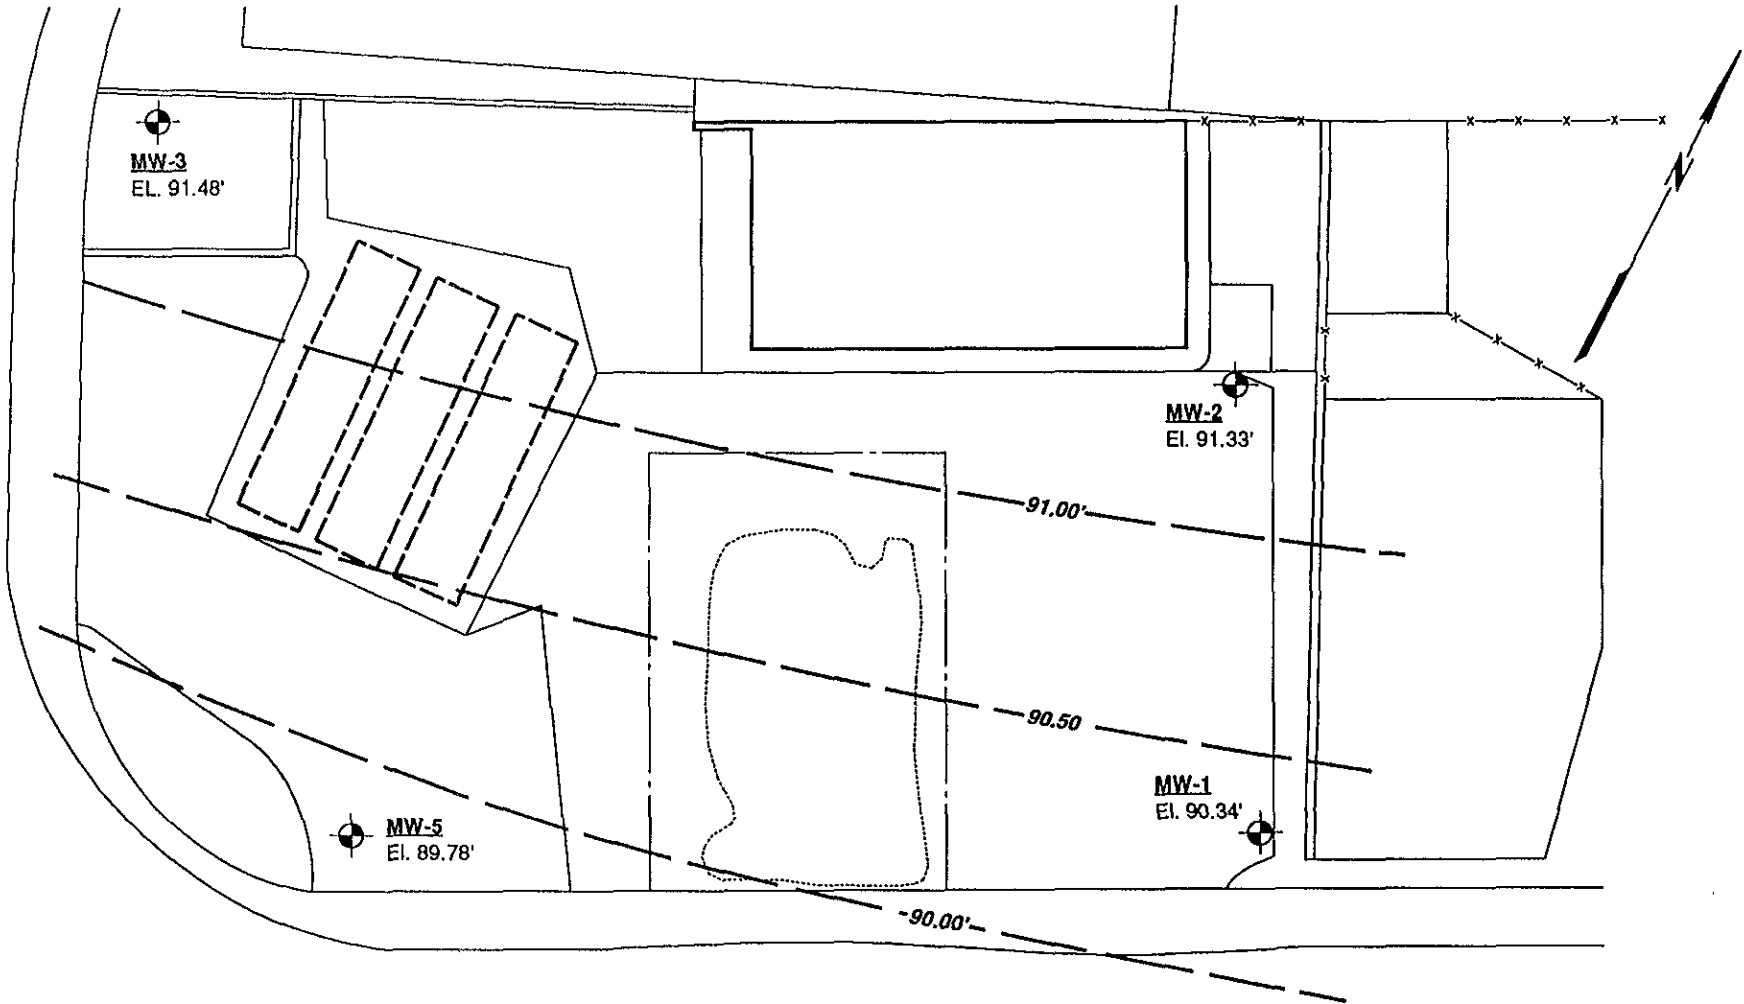 MW-3
EL. 91.48'
N
MW-2
El. 91.33'
91.00'
90.50
MW-1
El. 90.34'
MW-5
El. 89.78'
90.00'